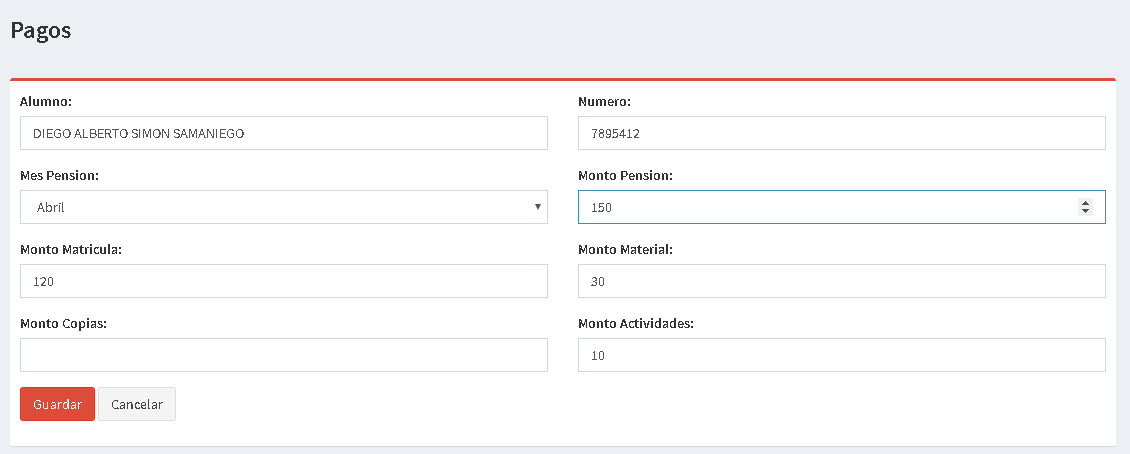 Pagos
Alumno:
Numero:
DIEGO ALBERTO SIMON SAMANIEGO
7895412
Mes Pension:
Monto Pension:
Abril
150
Monto Matricula:
Monto Material:
120
30
Monto Copias:
Monto Actividades:
10
Guardar
Cancelar